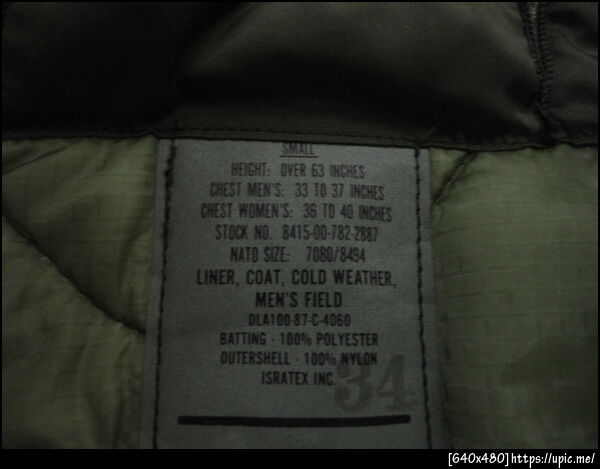 SMALL
HEIGHT: OVER 63 INCHES
CHEST MEN'S: 33 TO 37 INCHES
CHEST WOMEN'S: 36 TO 40 INCHES
STOCK NO. 8415-00-782-2887
NATO SIZE: 7080/8494
LINER, COAT, COLD WEATHER,
MEN'S FIELD
DLA100-87-C-4060
BATTING - 100% POLYESTER
OUTERSHELL - 100% NYLON
ISRATEX INC.
34
[640x480]https://upic.me/